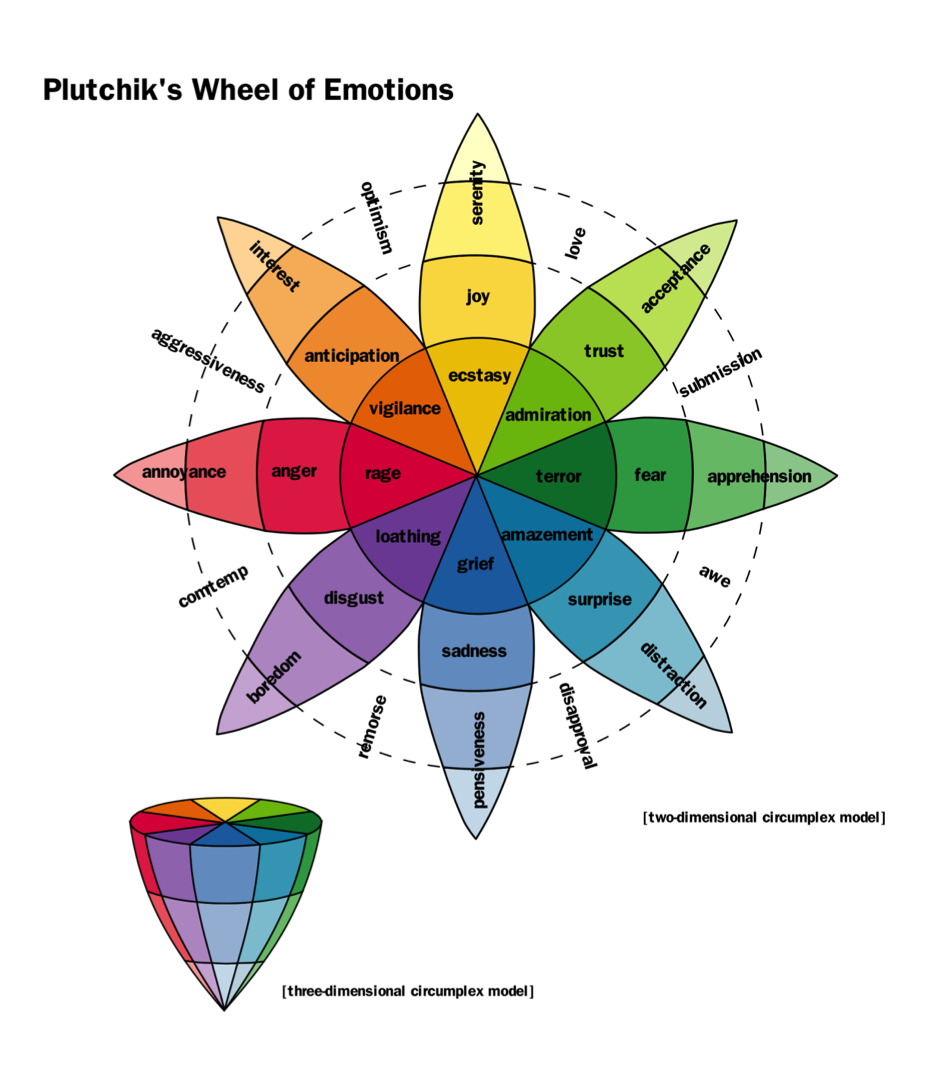 Plutchik's Wheel of Emotions
serenity
optimism
love
interest
acceptance
joy
aggressiveness
anticipation
trust
submission
ecstasy
vigilance
admiration
annoyance
anger
rage
terror
fear
apprehension
loathing
amazement
grief
comtemp
disgust
surprise
awe
boredom
sadness
distraction
remorse
pensiveness
disapproval
[two-dimensional circumplex model]
[three-dimensional circumplex model]